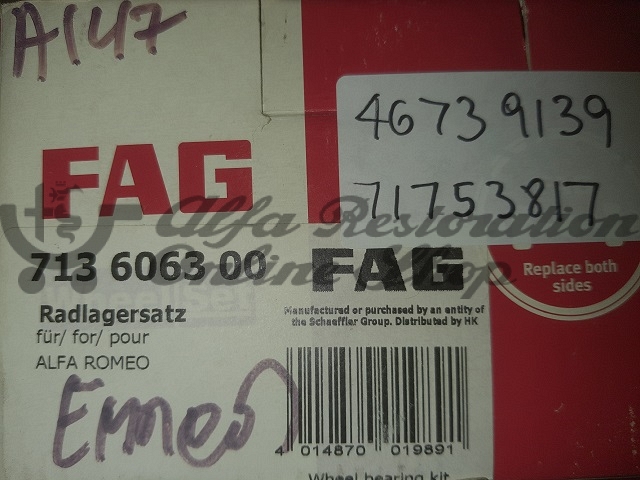 A147
46739139
71753817
FAG
Alfa Restoration
Online Shop
713 6063 00
FAG
Replace both
sides
Radlagersatz
für/ for/ pour
ALFA ROMEO
Manufactured or purchased by an entity of
the Schaeffler Group. Distributed by HK
4 014870 019891
Wheel bearing kit